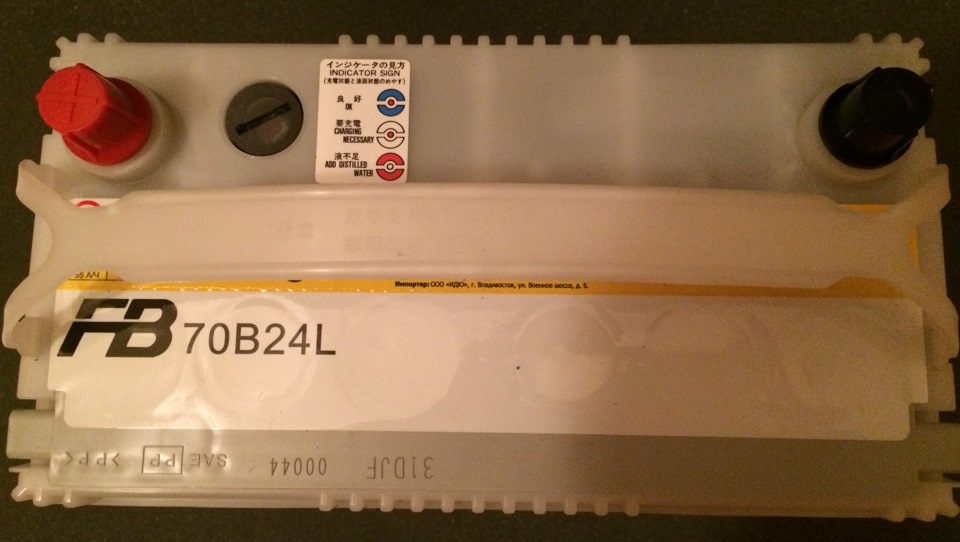 インジケータの見方
INDICATOR SIGN
(充電状態と液面状態のめやす)
良 好
OK
要充電
CHARGING
NECESSARY
液不足
ADD DISTILLED
WATER
55 А/Ч
Импортер: ООО «ИДЮ», г. Владивосток, ул. Военное шоссе, д. 5.
FB 70B24L
31DJF 00044 SAE PP >PP<